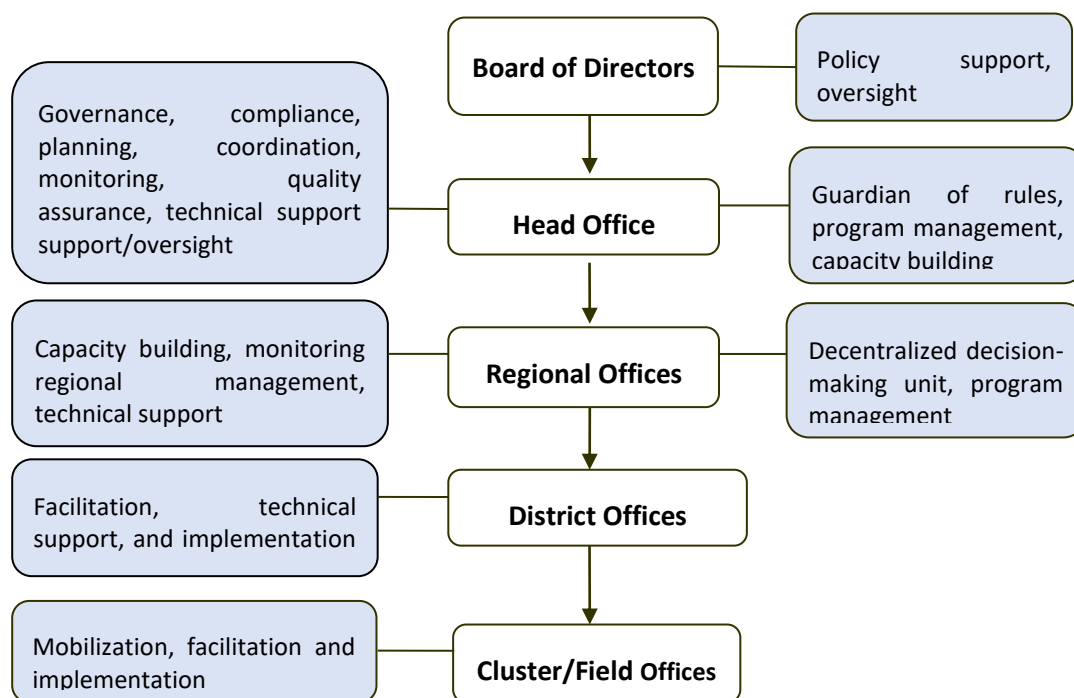 Board of Directors
Policy support,
oversight
Governance, compliance,
planning, coordination,
monitoring, quality
assurance, technical support
support/oversight
Head Office
Guardian of rules,
program management,
capacity building
Capacity building, monitoring
regional management,
technical support
Regional Offices
Decentralized decision-
making unit, program
management
Facilitation, technical
support, and implementation
District Offices
Mobilization, facilitation and
implementation
Cluster/Field Offices